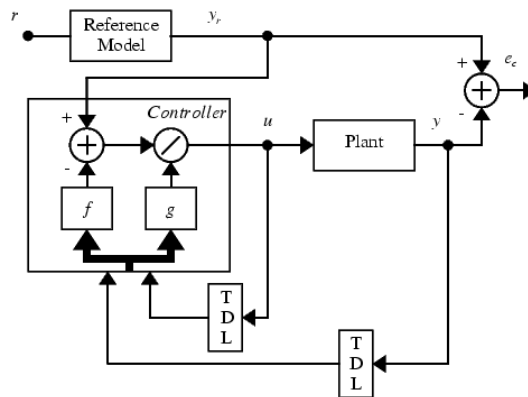 r
Reference
Model
y_r
e_c
+
-
+
-
Controller
u
Plant
y
f
g
T
D
L
T
D
L